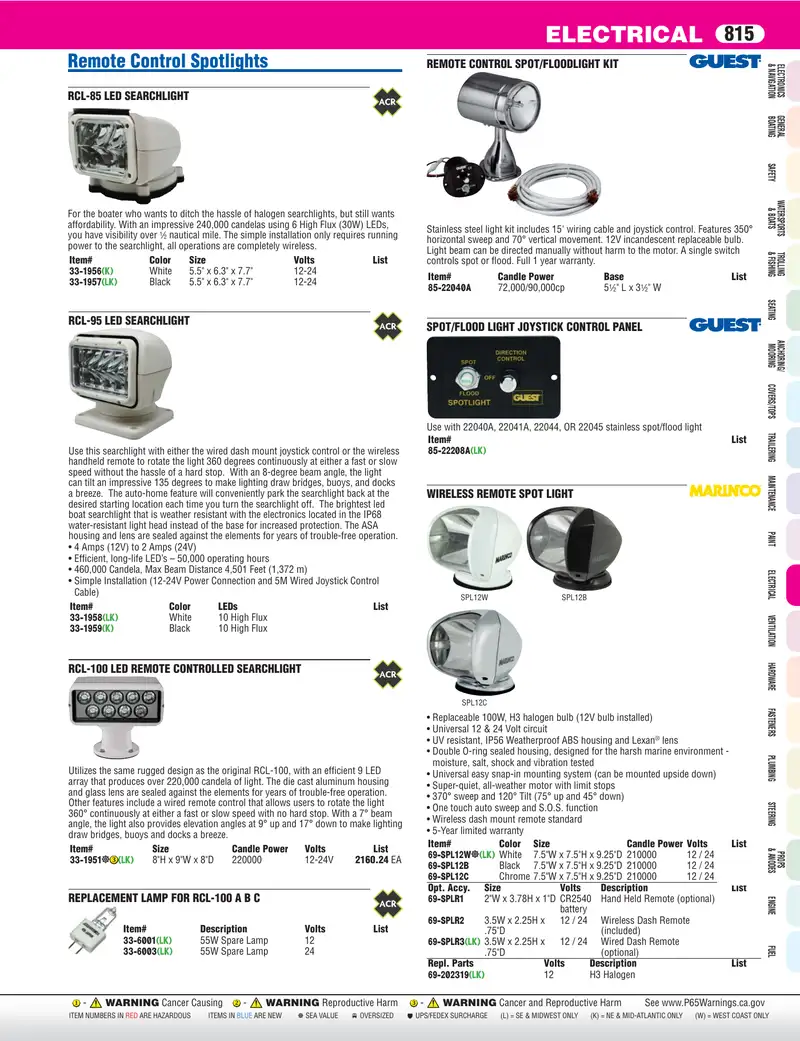 ELECTRICAL 815
Remote Control Spotlights
RCL-85 LED SEARCHLIGHT
ACR
For the boater who wants to ditch the hassle of halogen searchlights, but still wants
affordability. With an impressive 240,000 candelas using 6 High Flux (30W) LEDs,
you have visibility over ½ nautical mile. The simple installation only requires running
power to the searchlight, all operations are completely wireless.
Item# Color Size Volts List
33-1956(K) White 5.5" x 6.3" x 7.7" 12-24
33-1957(LK) Black 5.5" x 6.3" x 7.7" 12-24
RCL-95 LED SEARCHLIGHT
ACR
Use this searchlight with either the wired dash mount joystick control or the wireless
handheld remote to rotate the light 360 degrees continuously at either a fast or slow
speed without the hassle of a hard stop. With an 8-degree beam angle, the light
can tilt an impressive 135 degrees to make lighting draw bridges, buoys, and docks
a breeze. The auto-home feature will conveniently park the searchlight back at the
desired starting location each time you turn the searchlight off. The brightest led
boat searchlight that is weather resistant with the electronics located in the IP68
water-resistant light head instead of the base for increased protection. The ASA
housing and lens are sealed against the elements for years of trouble-free operation.
• 4 Amps (12V) to 2 Amps (24V)
• Efficient, long-life LED's – 50,000 operating hours
• 460,000 Candela, Max Beam Distance 4,501 Feet (1,372 m)
• Simple Installation (12-24V Power Connection and 5M Wired Joystick Control
Cable)
Item# Color LEDs List
33-1958(LK) White 10 High Flux
33-1959(K) Black 10 High Flux
RCL-100 LED REMOTE CONTROLLED SEARCHLIGHT
ACR
Utilizes the same rugged design as the original RCL-100, with an efficient 9 LED
array that produces over 220,000 candela of light. The die cast aluminum housing
and glass lens are sealed against the elements for years of trouble-free operation.
Other features include a wired remote control that allows users to rotate the light
360° continuously at either a fast or slow speed with no hard stop. With a 7° beam
angle, the light also provides elevation angles at 9° up and 17° down to make lighting
draw bridges, buoys and docks a breeze.
Item# Size Candle Power Volts List
33-1951 3 (LK) 8"H x 9"W x 8"D 220000 12-24V 2160.24 EA
REPLACEMENT LAMP FOR RCL-100 A B C
ACR
Item# Description Volts List
33-6001(LK) 55W Spare Lamp 12
33-6003(LK) 55W Spare Lamp 24
REMOTE CONTROL SPOT/FLOODLIGHT KIT
GUEST
Stainless steel light kit includes 15' wiring cable and joystick control. Features 350°
horizontal sweep and 70° vertical movement. 12V incandescent replaceable bulb.
Light beam can be directed manually without harm to the motor. A single switch
controls spot or flood. Full 1 year warranty.
Item# Candle Power Base List
85-22040A 72,000/90,000cp 5½" L x 3½" W
SPOT/FLOOD LIGHT JOYSTICK CONTROL PANEL
GUEST
DIRECTION
CONTROL
SPOT
OFF
FLOOD
SPOTLIGHT
GUEST
Use with 22040A, 22041A, 22044, OR 22045 stainless spot/flood light
Item# List
85-22208A(LK)
WIRELESS REMOTE SPOT LIGHT
MARINCO
MARINCO
SPL12W SPL12B
MARINCO
SPL12C
• Replaceable 100W, H3 halogen bulb (12V bulb installed)
• Universal 12 & 24 Volt circuit
• UV resistant, IP56 Weatherproof ABS housing and Lexan® lens
• Double O-ring sealed housing, designed for the harsh marine environment -
moisture, salt, shock and vibration tested
• Universal easy snap-in mounting system (can be mounted upside down)
• Super-quiet, all-weather motor with limit stops
• 370° sweep and 120° Tilt (75° up and 45° down)
• One touch auto sweep and S.O.S. function
• Wireless dash mount remote standard
• 5-Year limited warranty
Item# Color Size Candle Power Volts List
69-SPL12W (LK) White 7.5"W x 7.5"H x 9.25"D 210000 12 / 24
69-SPL12B Black 7.5"W x 7.5"H x 9.25"D 210000 12 / 24
69-SPL12C Chrome 7.5"W x 7.5"H x 9.25"D 210000 12 / 24
Opt. Accy. Size Volts Description List
69-SPLR1 2"W x 3.78H x 1"D CR2540 Hand Held Remote (optional)
battery
69-SPLR2 3.5W x 2.25H x 12 / 24 Wireless Dash Remote
.75"D (included)
69-SPLR3(LK) 3.5W x 2.25H x 12 / 24 Wired Dash Remote
.75"D (optional)
Repl. Parts Volts Description List
69-202319(LK) 12 H3 Halogen
ELECTRONICS
& NAVIGATION
GENERAL
BOATING
SAFETY
WATERSPORTS
& BOATS
TROLLING
& FISHING
SEATING
ANCHORING/
MOORING
COVERS/TOPS
TRAILERING
MAINTENANCE
PAINT
ELECTRICAL
VENTILATION
HARDWARE
FASTENERS
PLUMBING
STEERING
PROPS
& ANODES
ENGINE
FUEL
1 - WARNING Cancer Causing 2 - WARNING Reproductive Harm 3 - WARNING Cancer and Reproductive Harm See www.P65Warnings.ca.gov
ITEM NUMBERS IN RED ARE HAZARDOUS ITEMS IN BLUE ARE NEW SEA VALUE OVERSIZED UPS/FEDEX SURCHARGE (L) = SE & MIDWEST ONLY (K) = NE & MID-ATLANTIC ONLY (W) = WEST COAST ONLY